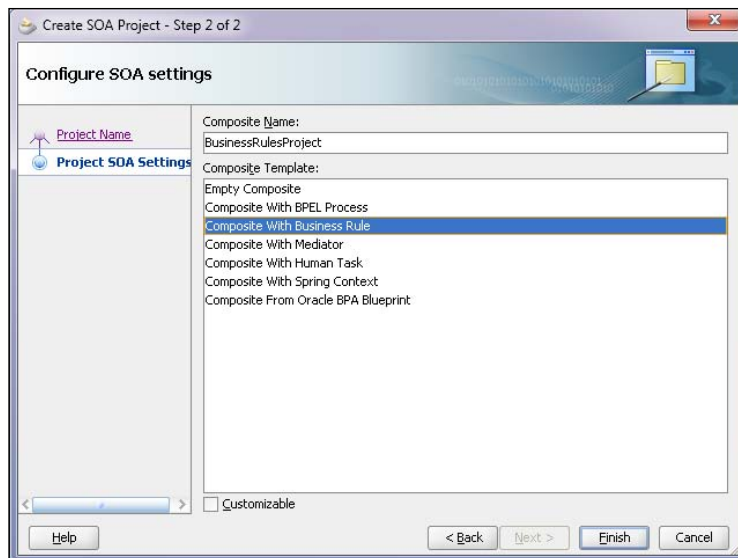 Create SOA Project - Step 2 of 2
Configure SOA settings
Project Name
Project SOA Settings
Composite Name:
BusinessRulesProject
Composite Template:
Empty Composite
Composite With BPEL Process
Composite With Business Rule
Composite With Mediator
Composite With Human Task
Composite With Spring Context
Composite From Oracle BPA Blueprint
Customizable
Help
< Back
Next >
Finish
Cancel